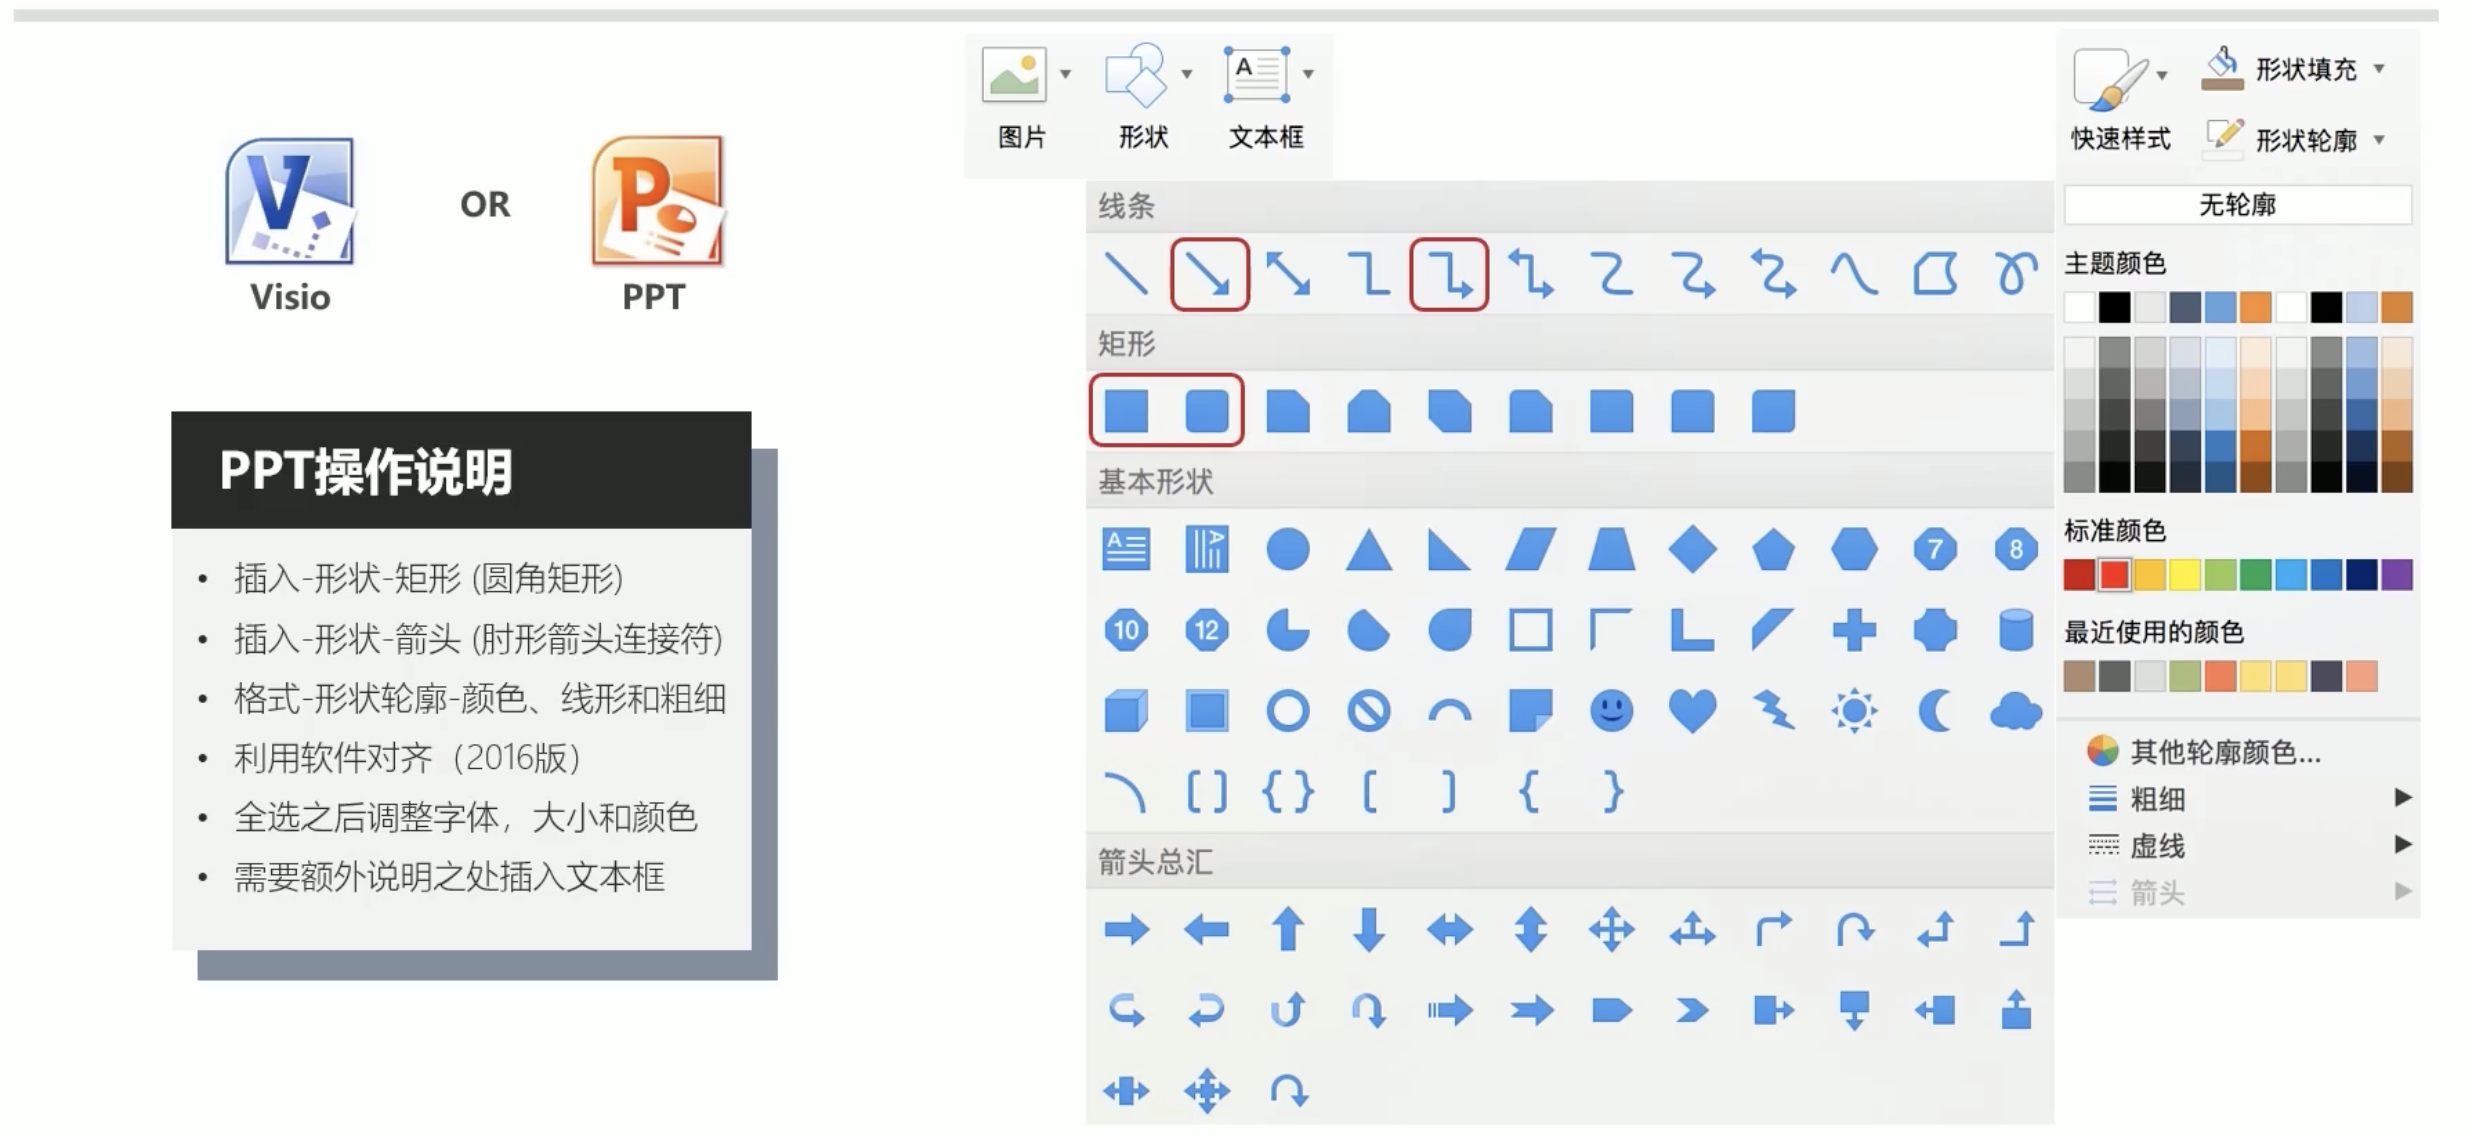 Visio
OR
PPT
PPT操作说明
• 插入-形状-矩形 (圆角矩形)
• 插入-形状-箭头 (肘形箭头连接符)
• 格式-形状轮廓-颜色、线形和粗细
• 利用软件对齐（2016版）
• 全选之后调整字体，大小和颜色
• 需要额外说明之处插入文本框
图片
形状
A
文本框
线条
矩形
基本形状
A
A
7
8
10
12
箭头总汇
快速样式
形状填充
形状轮廓
无轮廓
主题颜色
标准颜色
最近使用的颜色
其他轮廓颜色...
粗细
虚线
箭头